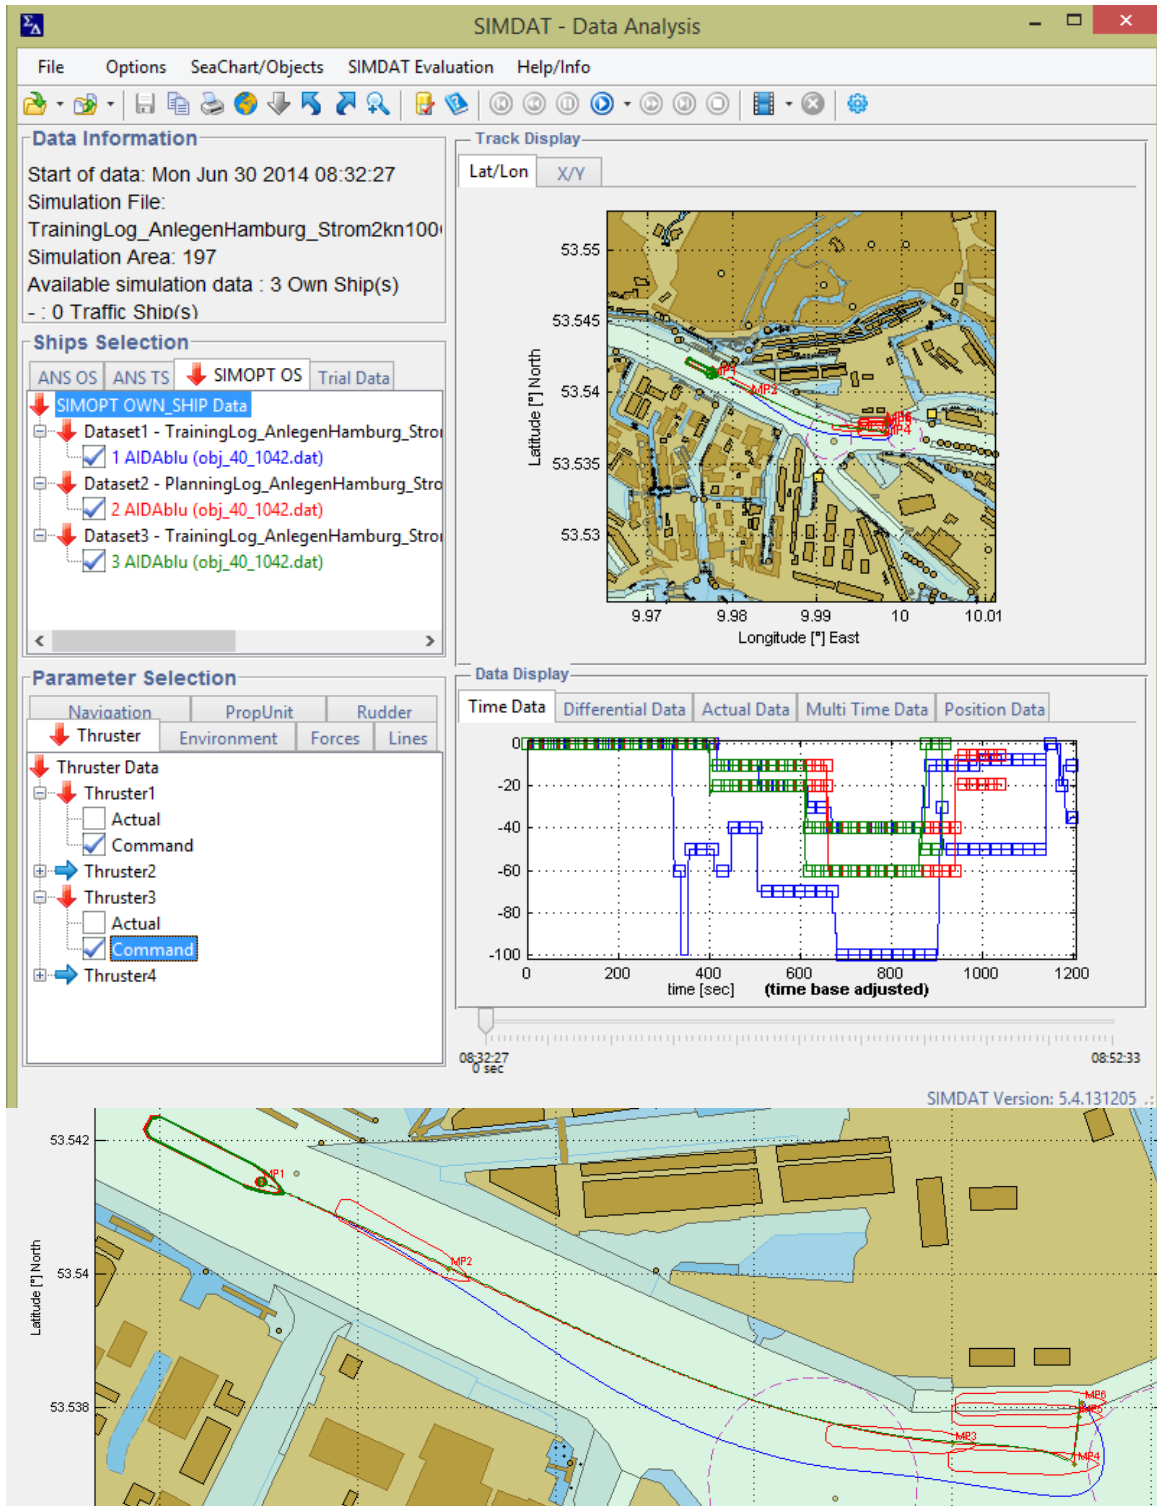 SIMDAT - Data Analysis
File Options SeaChart/Objects SIMDAT Evaluation Help/Info
Data Information
Start of data: Mon Jun 30 2014 08:32:27
Simulation File:
TrainingLog_AnlegenHamburg_Strom2kn100
Simulation Area: 197
Available simulation data : 3 Own Ship(s)
- : 0 Traffic Ship(s)
Ships Selection
ANS OS ANS TS SIMOPT OS Trial Data
SIMOPT OWN_SHIP Data
Dataset1 - TrainingLog_AnlegenHamburg_Stro
1 AIDAblu (obj_40_1042.dat)
Dataset2 - PlanningLog_AnlegenHamburg_Stro
2 AIDAblu (obj_40_1042.dat)
Dataset3 - TrainingLog_AnlegenHamburg_Stro
3 AIDAblu (obj_40_1042.dat)
Parameter Selection
Navigation PropUnit Rudder
Thruster Environment Forces Lines
Thruster Data
Thruster1
Actual
Command
Thruster2
Thruster3
Actual
Command
Thruster4
Track Display
Lat/Lon X/Y
Latitude [°] North
53.55
53.545
53.54
53.535
53.53
MP1
MP2
MP4
9.97 9.98 9.99 10 10.01
Longitude [°] East
Data Display
Time Data Differential Data Actual Data Multi Time Data Position Data
0
-20
-40
-60
-80
-100
0 200 400 600 800 1000 1200
time [sec] (time base adjusted)
08:32:27 08:52:33
0 sec
SIMDAT Version: 5.4.131205
Latitude [°] North
53.542
53.54
53.538
MP1
MP2
MP3
MP6
MP5
MP4